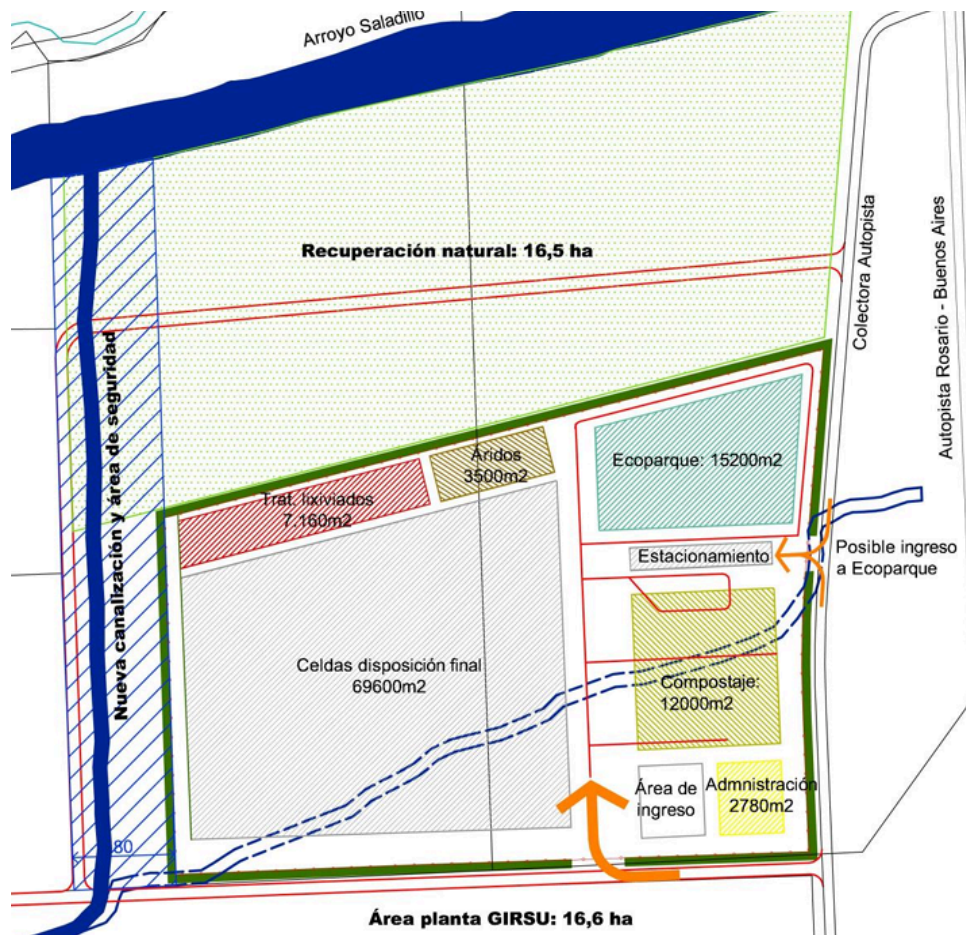 Arroyo Saladillo
Recuperación natural: 16,5 ha
Colectora Autopista
Autopista Rosario - Buenos Aires
Nueva canalización y área de seguridad
Áridos
3500m2
Ecoparque: 15200m2
Trat. lixiviados
7.160m2
Estacionamiento
Posible ingreso
a Ecoparque
Celdas disposición final
69600m2
Compostaje:
12000m2
Área de
ingreso
Admnistración
2780m2
80
Área planta GIRSU: 16,6 ha